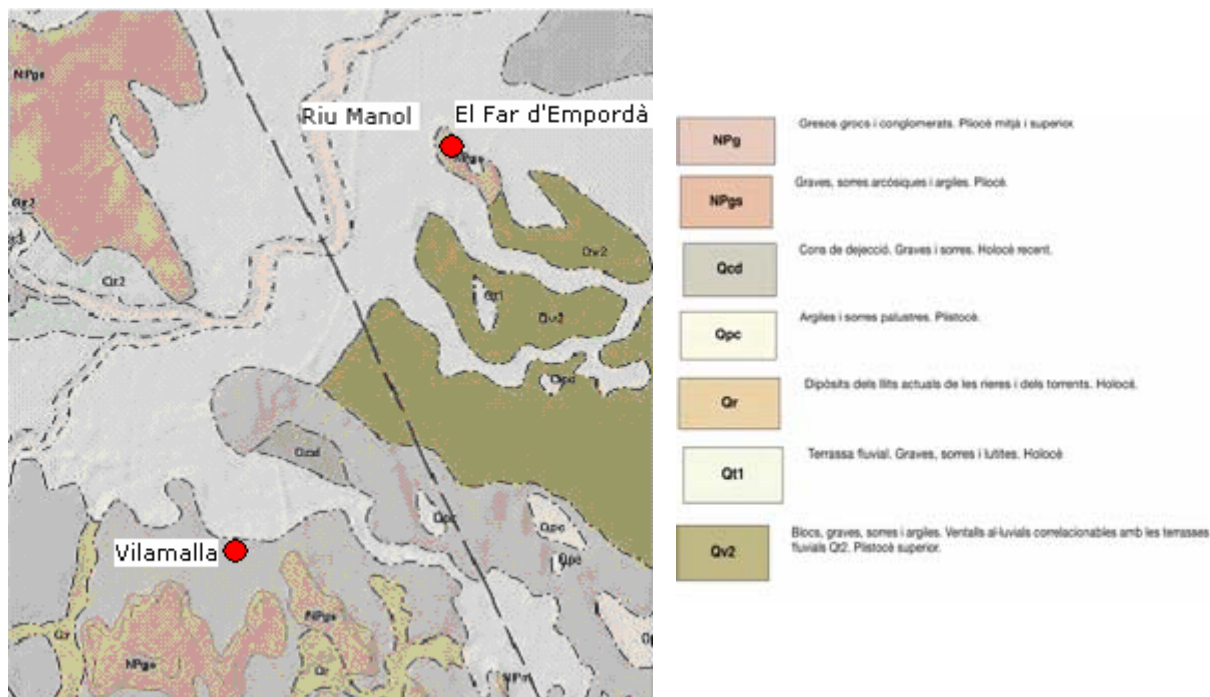 NPgs
Riu Manol
El Far d'Empordà
NPgs
Qt2
Qv2
Qt1
Qv2
Qcd
Qpc
Qpc
Qpc
Vilamalla
NPgs
NPgs
Qr
Qr
NPg
Gresos grocs i conglomerats. Pliocè mitjà i superior.
NPgs
Graves, sorres arcòsiques i argiles. Pliocè.
Qcd
Cons de dejecció. Graves i sorres. Holocè recent.
Qpc
Argiles i sorres palustres. Plistocè.
Qr
Dipòsits dels llits actuals de les rieres i dels torrents. Holocè.
Qt1
Terrassa fluvial. Graves, sorres i lutites. Holocè
Qv2
Blocs, graves, sorres i argiles. Ventalls al·luvials correlacionables amb les terrasses
fluvials Qt2. Plistocè superior.